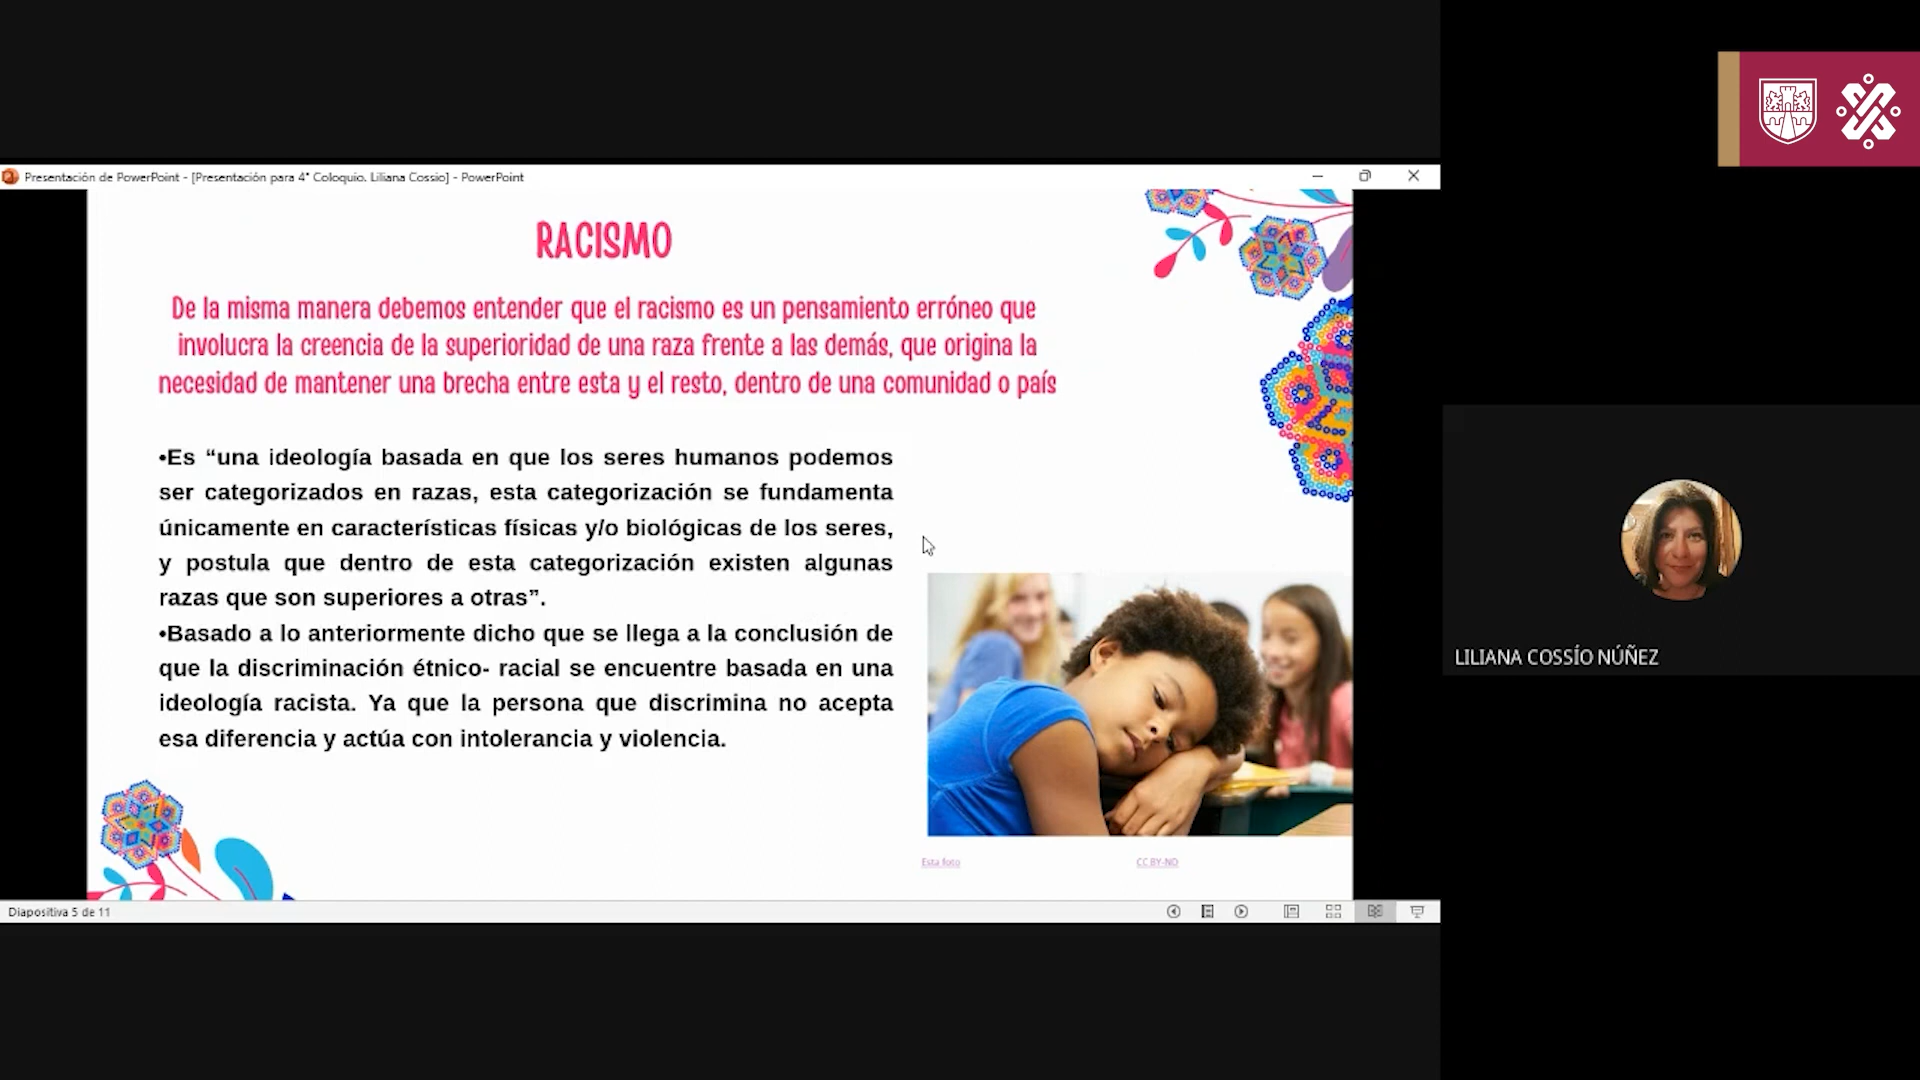 Presentación de PowerPoint - [Presentación para 4° Coloquio. Liliana Cossio] - PowerPoint
RACISMO
De la misma manera debemos entender que el racismo es un pensamiento erróneo que
involucra la creencia de la superioridad de una raza frente a las demás, que origina la
necesidad de mantener una brecha entre esta y el resto, dentro de una comunidad o país
•Es “una ideología basada en que los seres humanos podemos
ser categorizados en razas, esta categorización se fundamenta
únicamente en características físicas y/o biológicas de los seres,
y postula que dentro de esta categorización existen algunas
razas que son superiores a otras”.
•Basado a lo anteriormente dicho que se llega a la conclusión de
que la discriminación étnico- racial se encuentre basada en una
ideología racista. Ya que la persona que discrimina no acepta
esa diferencia y actúa con intolerancia y violencia.
Esta foto CC BY-ND
Diapositiva 5 de 11
LILIANA COSSÍO NÚÑEZ